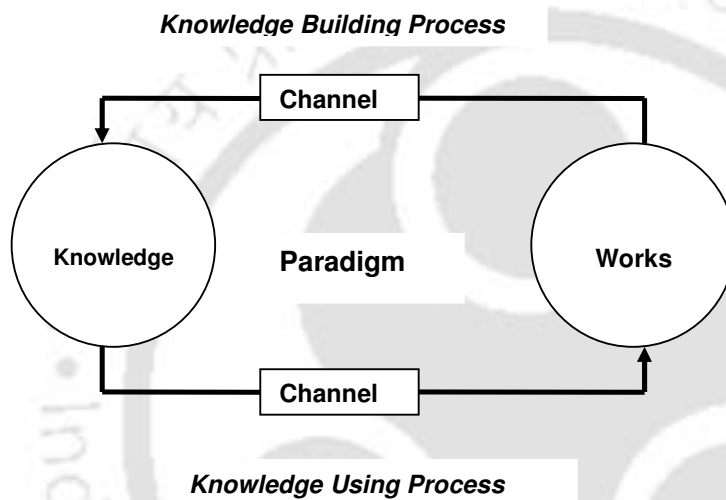 Knowledge Building Process
Channel
Knowledge
Paradigm
Works
Channel
Knowledge Using Process